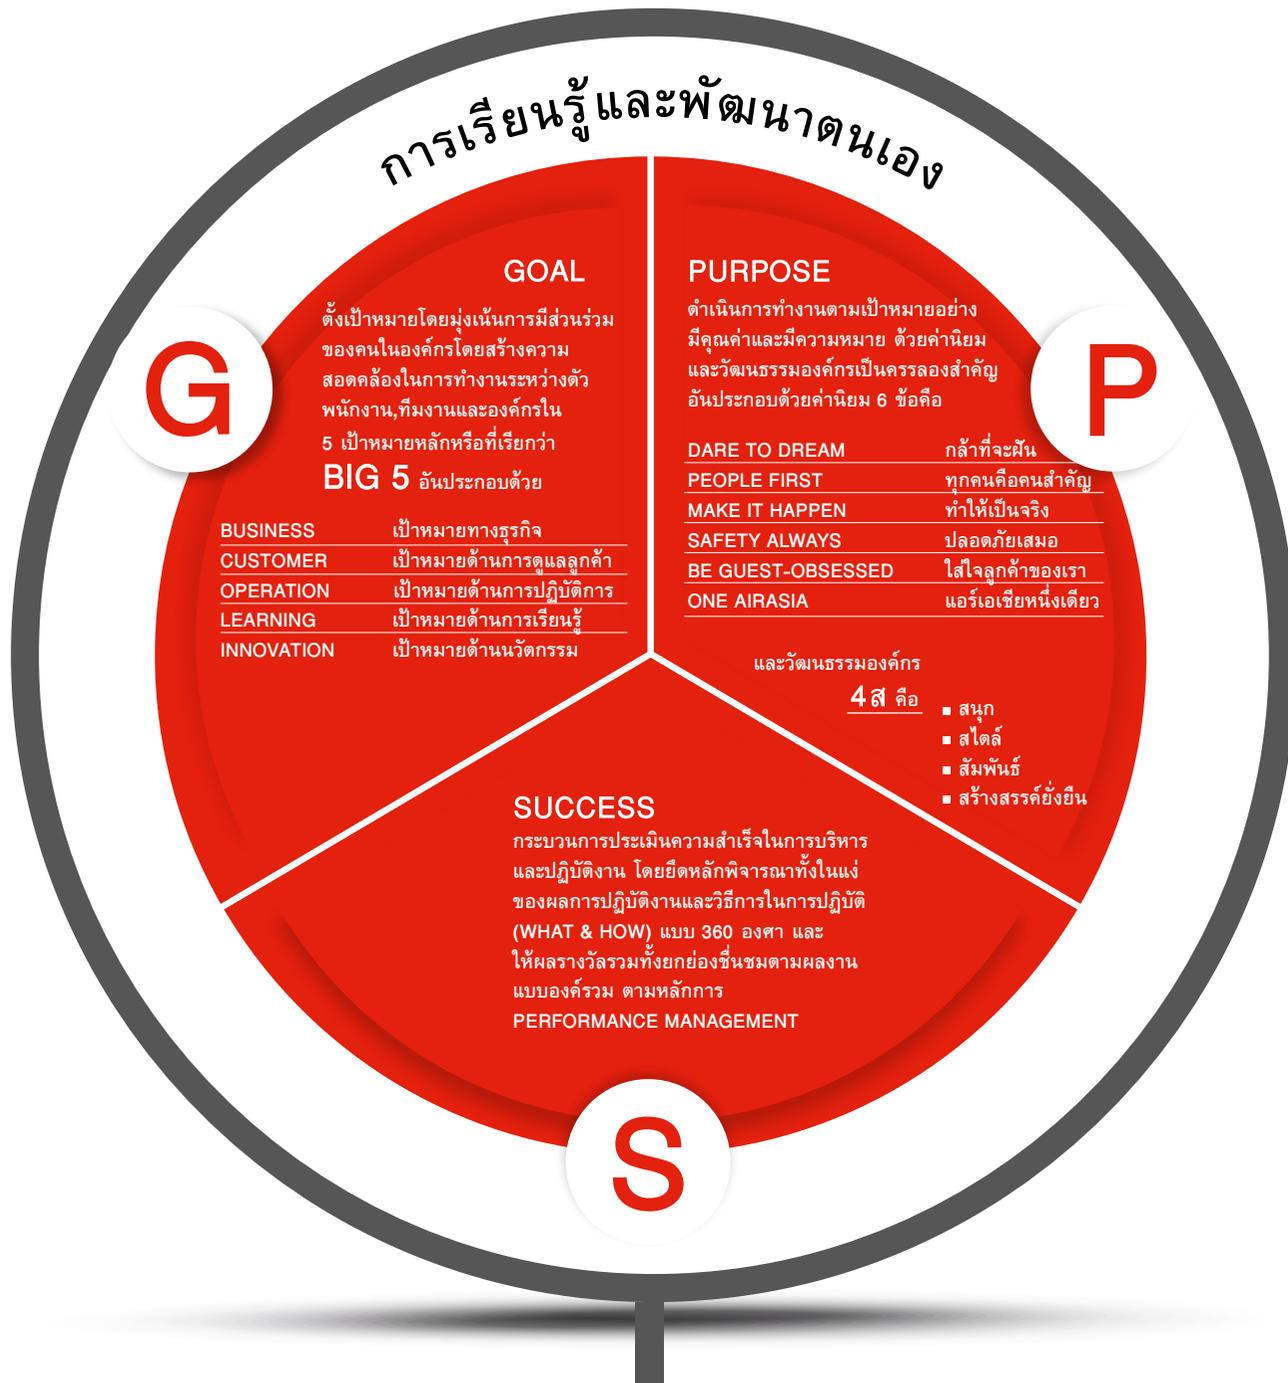 การเรียนรู้และพัฒนาตนเอง
G
GOAL
ตั้งเป้าหมายโดยมุ่งเน้นการมีส่วนร่วม
ของคนในองค์กรโดยสร้างความ
สอดคล้องในการทำงานระหว่างตัว
พนักงาน,ทีมงานและองค์กรใน
5 เป้าหมายหลักหรือที่เรียกว่า
BIG 5 อันประกอบด้วย
BUSINESS เป้าหมายทางธุรกิจ
CUSTOMER เป้าหมายด้านการดูแลลูกค้า
OPERATION เป้าหมายด้านการปฏิบัติการ
LEARNING เป้าหมายด้านการเรียนรู้
INNOVATION เป้าหมายด้านนวัตกรรม
P
PURPOSE
ดำเนินการทำงานตามเป้าหมายอย่าง
มีคุณค่าและมีความหมาย ด้วยค่านิยม
และวัฒนธรรมองค์กรเป็นครรลองสำคัญ
อันประกอบด้วยค่านิยม 6 ข้อคือ
DARE TO DREAM กล้าที่จะฝัน
PEOPLE FIRST ทุกคนคือคนสำคัญ
MAKE IT HAPPEN ทำให้เป็นจริง
SAFETY ALWAYS ปลอดภัยเสมอ
BE GUEST-OBSESSED ใส่ใจลูกค้าของเรา
ONE AIRASIA แอร์เอเชียหนึ่งเดียว
และวัฒนธรรมองค์กร
4ส คือ
▪ สนุก
▪ สไตล์
▪ สัมพันธ์
▪ สร้างสรรค์ยั่งยืน
SUCCESS
กระบวนการประเมินความสำเร็จในการบริหาร
และปฏิบัติงาน โดยยึดหลักพิจารณาทั้งในแง่
ของผลการปฏิบัติงานและวิธีการในการปฏิบัติ
(WHAT & HOW) แบบ 360 องศา และ
ให้ผลรางวัลรวมทั้งยกย่องชื่นชมตามผลงาน
แบบองค์รวม ตามหลักการ
PERFORMANCE MANAGEMENT
S